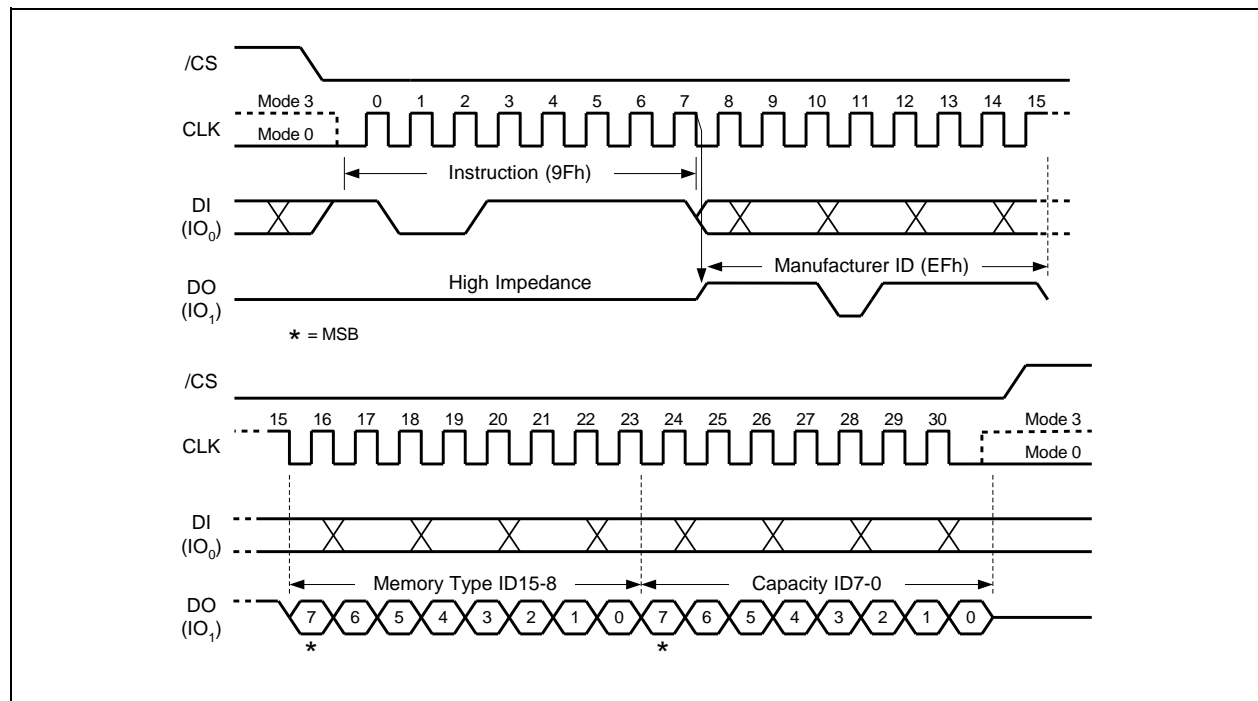 /CS
Mode 3 0 1 2 3 4 5 6 7 8 9 10 11 12 13 14 15
CLK
Mode 0
Instruction (9Fh)
DI
(IO0)
Manufacturer ID (EFh)
DO
(IO1)
High Impedance
* = MSB
/CS
15 16 17 18 19 20 21 22 23 24 25 26 27 28 29 30 Mode 3
CLK
Mode 0
DI
(IO0)
Memory Type ID15-8 Capacity ID7-0
DO
(IO1)
7 6 5 4 3 2 1 0 7 6 5 4 3 2 1 0
* *